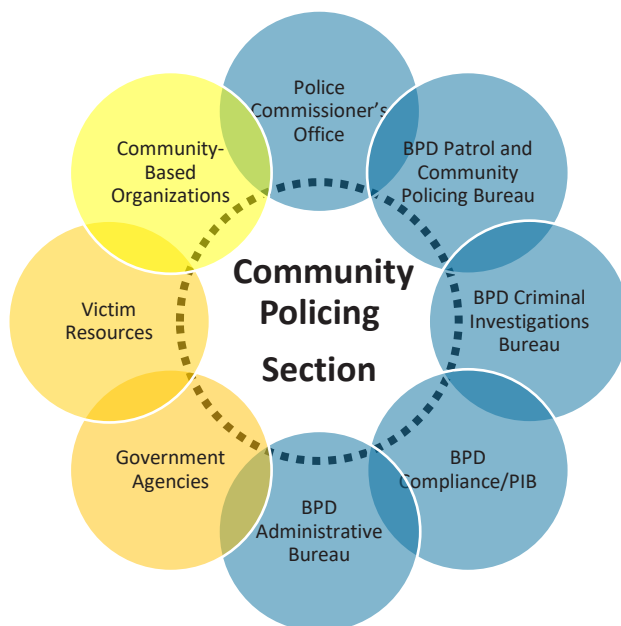 Police
Commissioner's
Office
BPD Patrol and
Community
Policing Bureau
BPD Criminal
Investigations
Bureau
BPD
Compliance/PIB
BPD
Administrative
Bureau
Government
Agencies
Victim
Resources
Community-
Based
Organizations
Community
Policing
Section